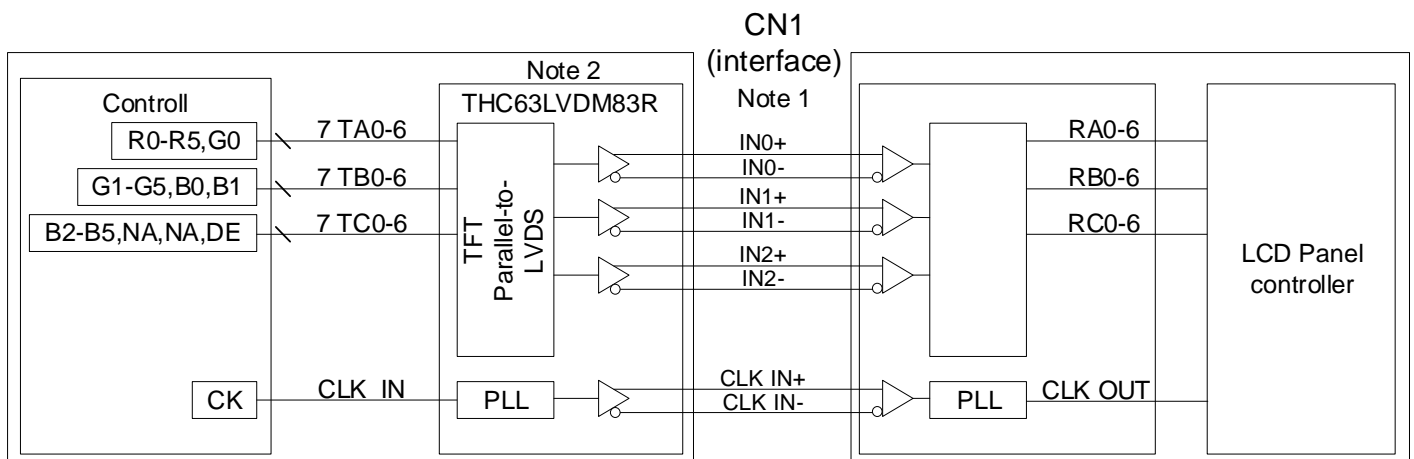 CN1
(interface)
Note 1
Note 2
THC63LVDM83R
Controll
R0-R5,G0
7 TA0-6
G1-G5,B0,B1
7 TB0-6
B2-B5,NA,NA,DE
7 TC0-6
TFT
Parallel-to-
LVDS
IN0+
IN0-
IN1+
IN1-
IN2+
IN2-
RA0-6
RB0-6
RC0-6
LCD Panel
controller
CK
CLK IN
PLL
CLK IN+
CLK IN-
PLL
CLK OUT